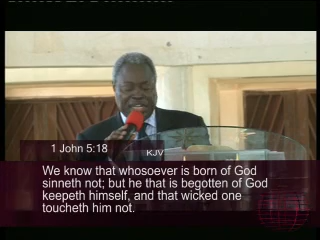 1 John 5:18
KJV
We know that whosoever is born of God
sinneth not; but he that is begotten of God
keepeth himself, and that wicked one
toucheth him not.